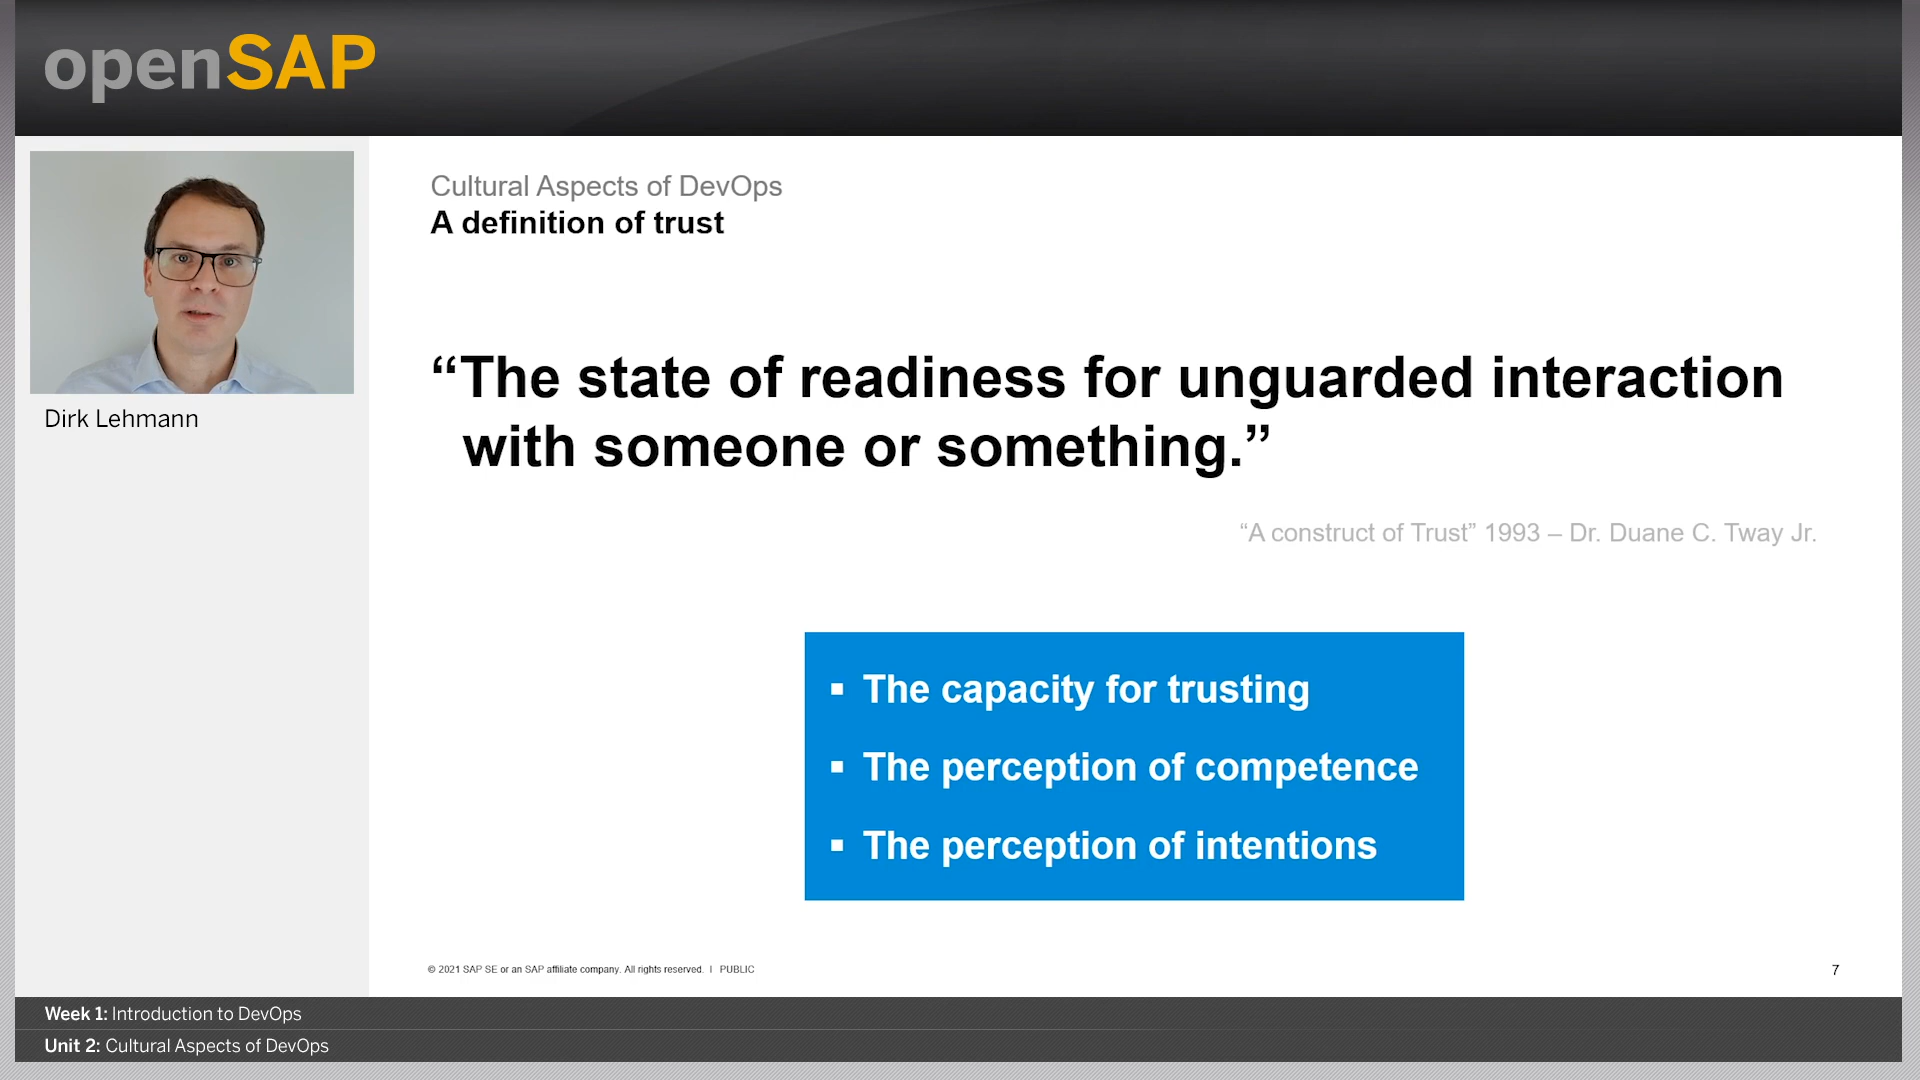 openSAP
Dirk Lehmann
Cultural Aspects of DevOps
A definition of trust
“The state of readiness for unguarded interaction
with someone or something.”
“A construct of Trust” 1993 – Dr. Duane C. Tway Jr.
▪ The capacity for trusting
▪ The perception of competence
▪ The perception of intentions
© 2021 SAP SE or an SAP affiliate company. All rights reserved. ǀ PUBLIC
7
Week 1: Introduction to DevOps
Unit 2: Cultural Aspects of DevOps